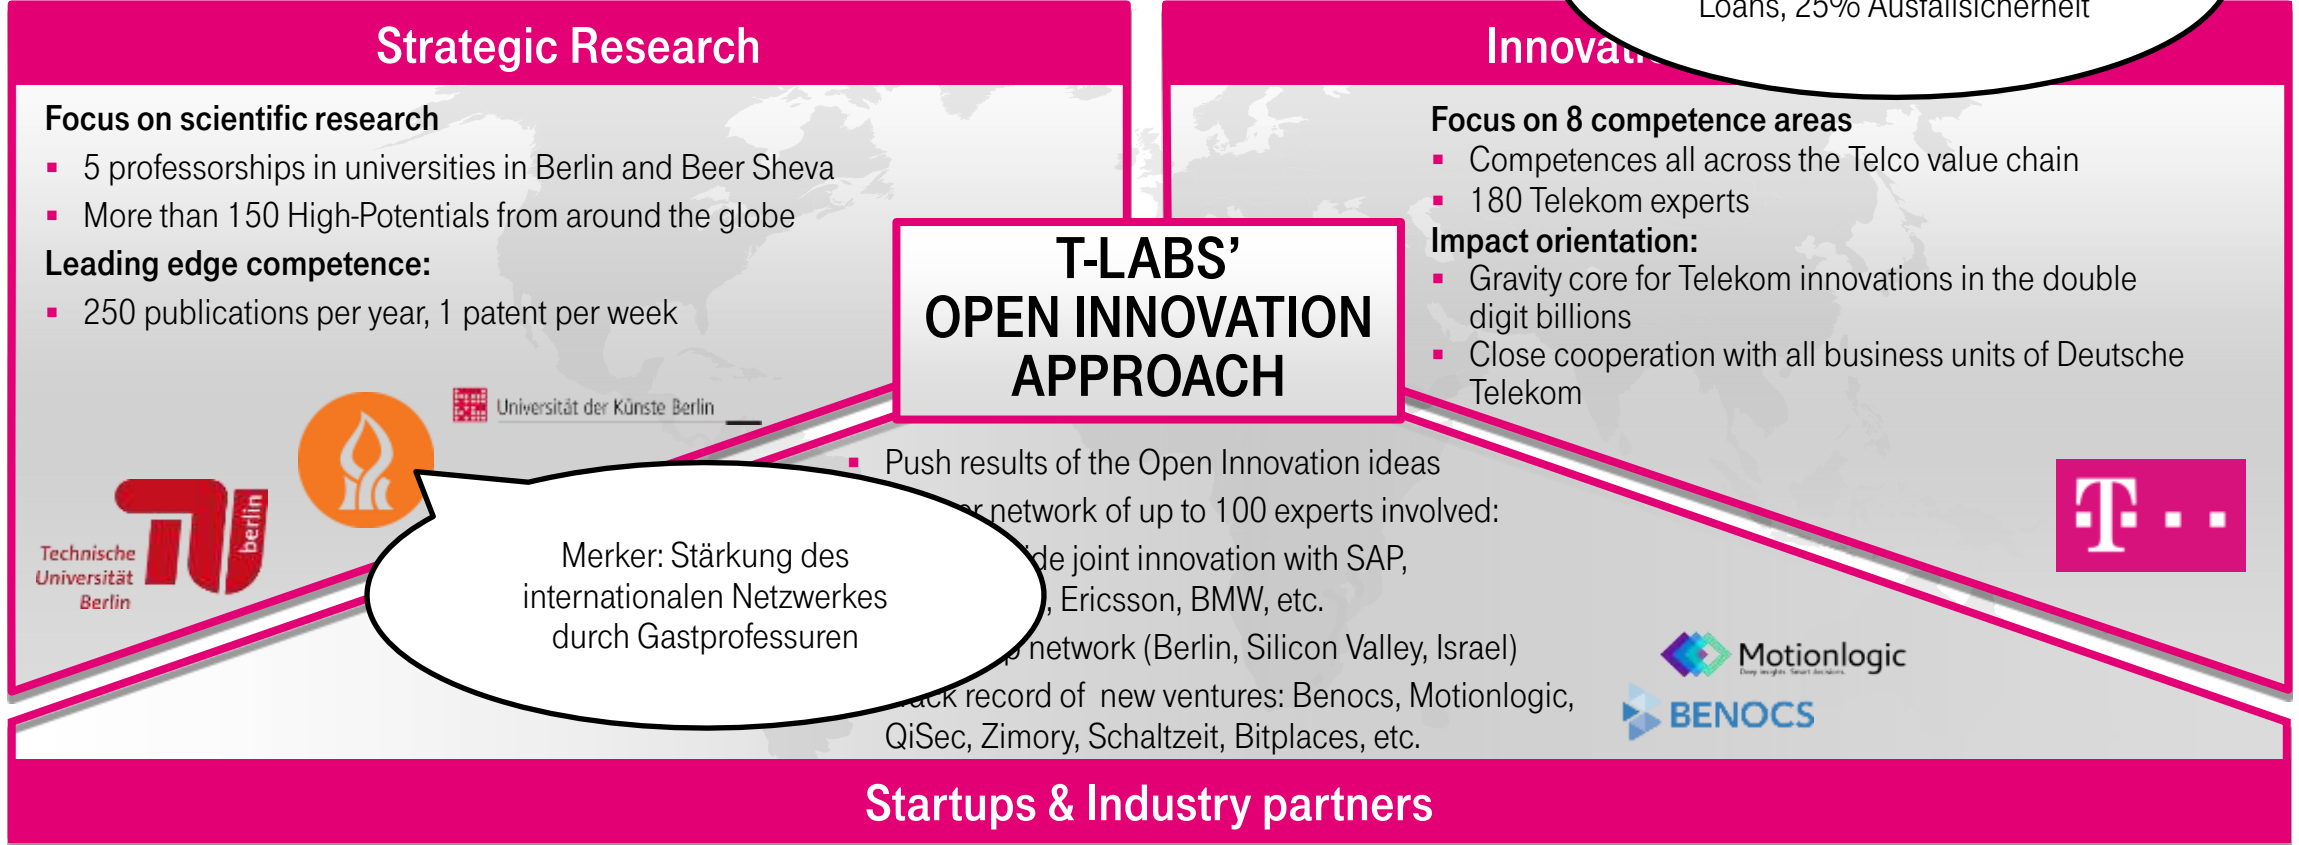 Loans, 25% Ausfallsicherheit
Strategic Research
Focus on scientific research
▪ 5 professorships in universities in Berlin and Beer Sheva
▪ More than 150 High-Potentials from around the globe
Leading edge competence:
▪ 250 publications per year, 1 patent per week
Universität der Künste Berlin
Technische
Universität
Berlin
berlin
Merker: Stärkung des
internationalen Netzwerkes
durch Gastprofessuren
T-LABS’
OPEN INNOVATION
APPROACH
Focus on 8 competence areas
▪ Competences all across the Telco value chain
▪ 180 Telekom experts
Impact orientation:
▪ Gravity core for Telekom innovations in the double
digit billions
▪ Close cooperation with all business units of Deutsche
Telekom
T
▪ Push results of the Open Innovation ideas
network of up to 100 experts involved:
joint innovation with SAP,
, Ericsson, BMW, etc.
network (Berlin, Silicon Valley, Israel)
record of new ventures: Benocs, Motionlogic,
QiSec, Zimory, Schaltzeit, Bitplaces, etc.
Motionlogic
Deep insights. Smart decisions.
BENOCS
Startups & Industry partners